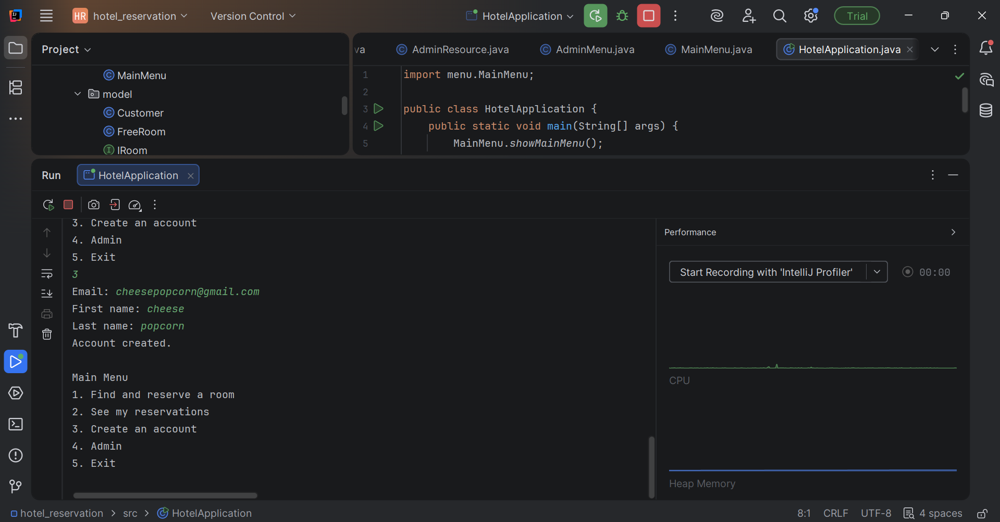 HR hotel_reservation
Version Control
HotelApplication
Trial
Project
MainMenu
model
Customer
FreeRoom
IRoom
va
AdminResource.java
AdminMenu.java
MainMenu.java
HotelApplication.java
1 import menu.MainMenu;
2
3 public class HotelApplication {
4 public static void main(String[] args) {
5 MainMenu.showMainMenu();
Run
HotelApplication
3. Create an account
4. Admin
5. Exit
3
Email: cheesepopcorn@gmail.com
First name: cheese
Last name: popcorn
Account created.
Main Menu
1. Find and reserve a room
2. See my reservations
3. Create an account
4. Admin
5. Exit
Performance
Start Recording with 'IntelliJ Profiler'
00:00
CPU
Heap Memory
hotel_reservation > src > HotelApplication
8:1 CRLF UTF-8 4 spaces